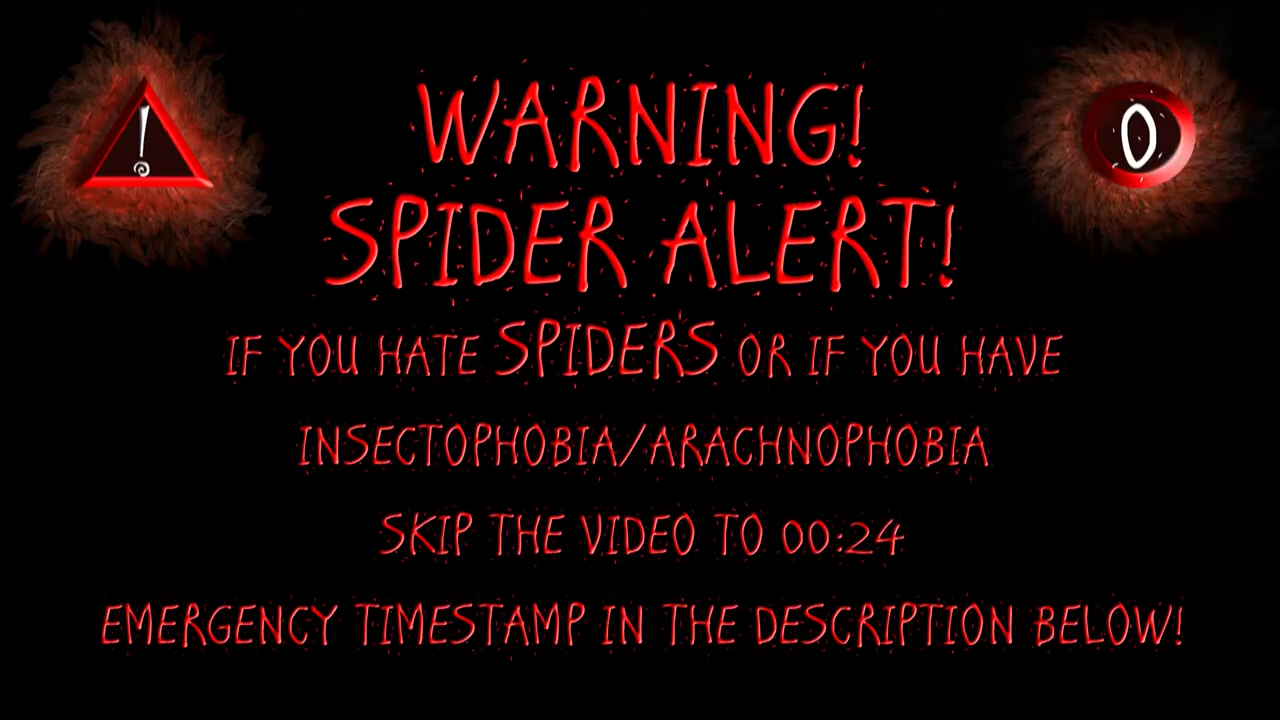 !
0
WARNING!
SPIDER ALERT!
IF YOU HATE SPIDERS OR IF YOU HAVE
INSECTOPHOBIA/ARACHNOPHOBIA
SKIP THE VIDEO TO 00:24
EMERGENCY TIMESTAMP IN THE DESCRIPTION BELOW!